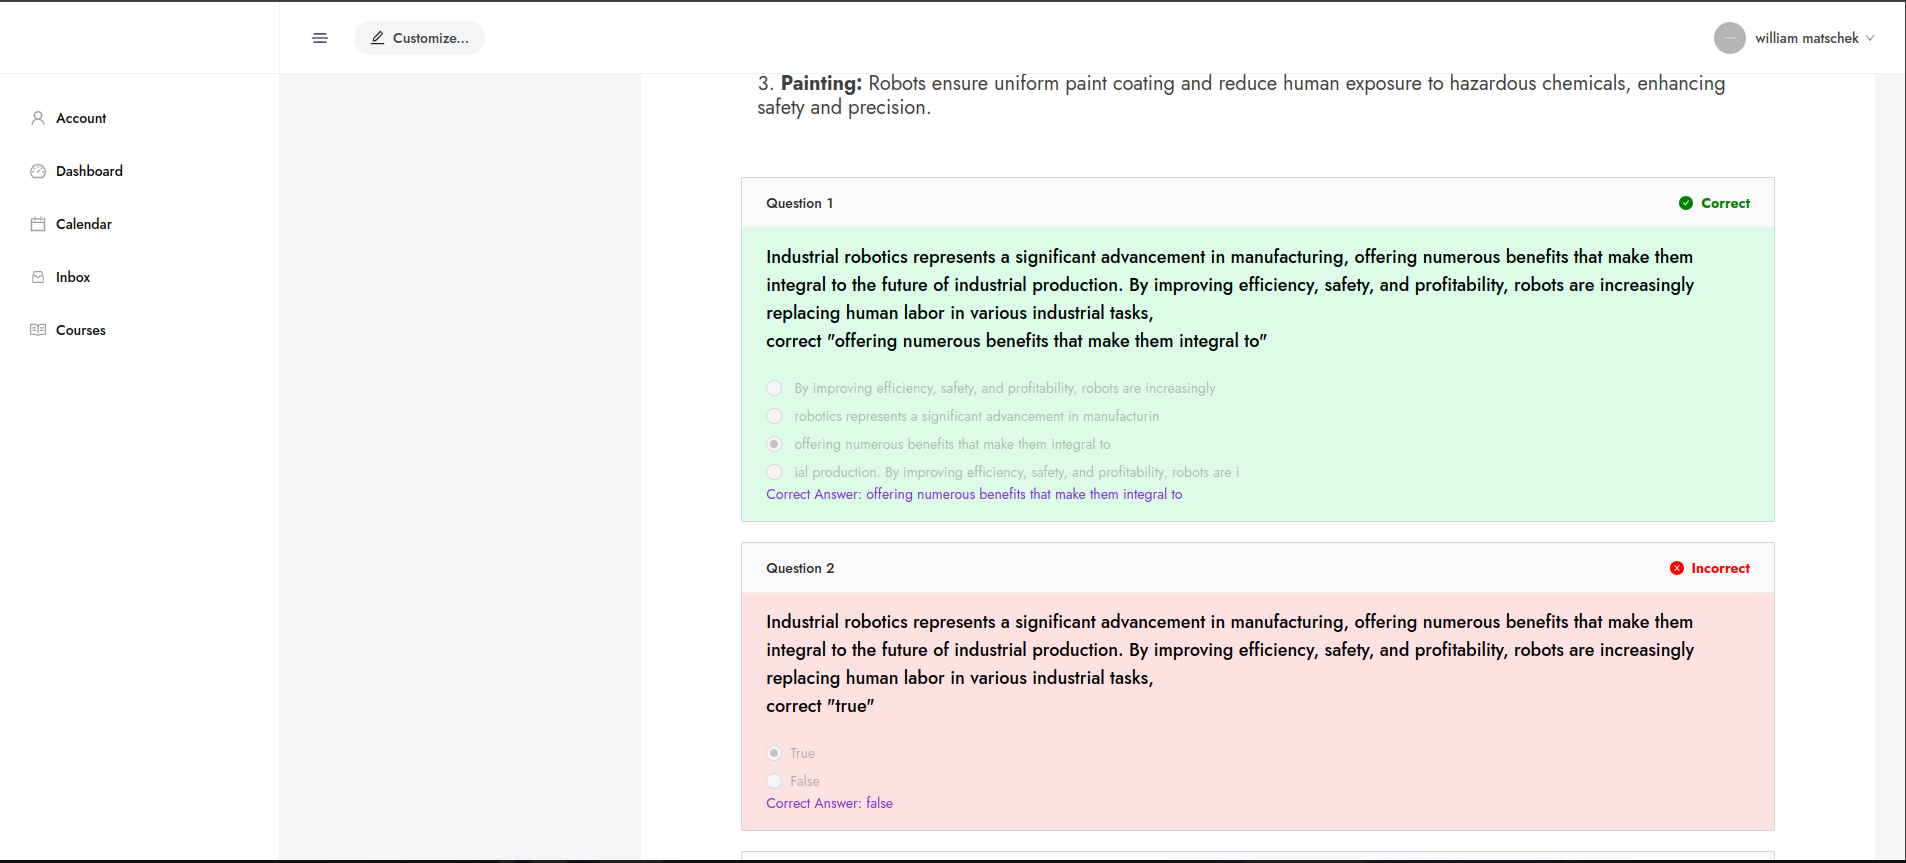 Customize...
william matschek
Account
Dashboard
Calendar
Inbox
Courses
3. Painting: Robots ensure uniform paint coating and reduce human exposure to hazardous chemicals, enhancing
safety and precision.
Question 1
Correct
Industrial robotics represents a significant advancement in manufacturing, offering numerous benefits that make them
integral to the future of industrial production. By improving efficiency, safety, and profitability, robots are increasingly
replacing human labor in various industrial tasks,
correct "offering numerous benefits that make them integral to"
By improving efficiency, safety, and profitability, robots are increasingly
robotics represents a significant advancement in manufacturin
offering numerous benefits that make them integral to
ial production. By improving efficiency, safety, and profitability, robots are i
Correct Answer: offering numerous benefits that make them integral to
Question 2
Incorrect
Industrial robotics represents a significant advancement in manufacturing, offering numerous benefits that make them
integral to the future of industrial production. By improving efficiency, safety, and profitability, robots are increasingly
replacing human labor in various industrial tasks,
correct "true"
True
False
Correct Answer: false